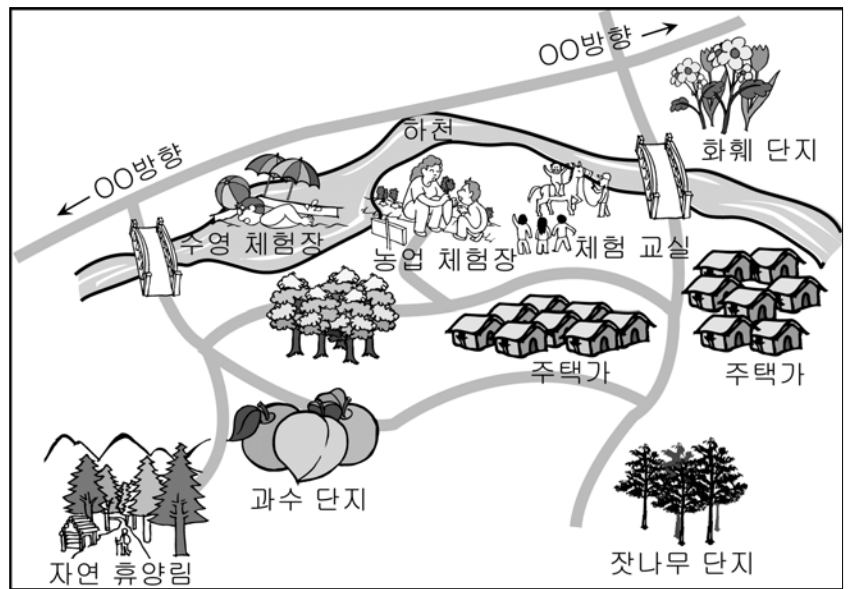 OO방향 →
하천
화훼 단지
← OO방향
수영 체험장
농업 체험장
체험 교실
주택가
주택가
과수 단지
잣나무 단지
자연 휴양림